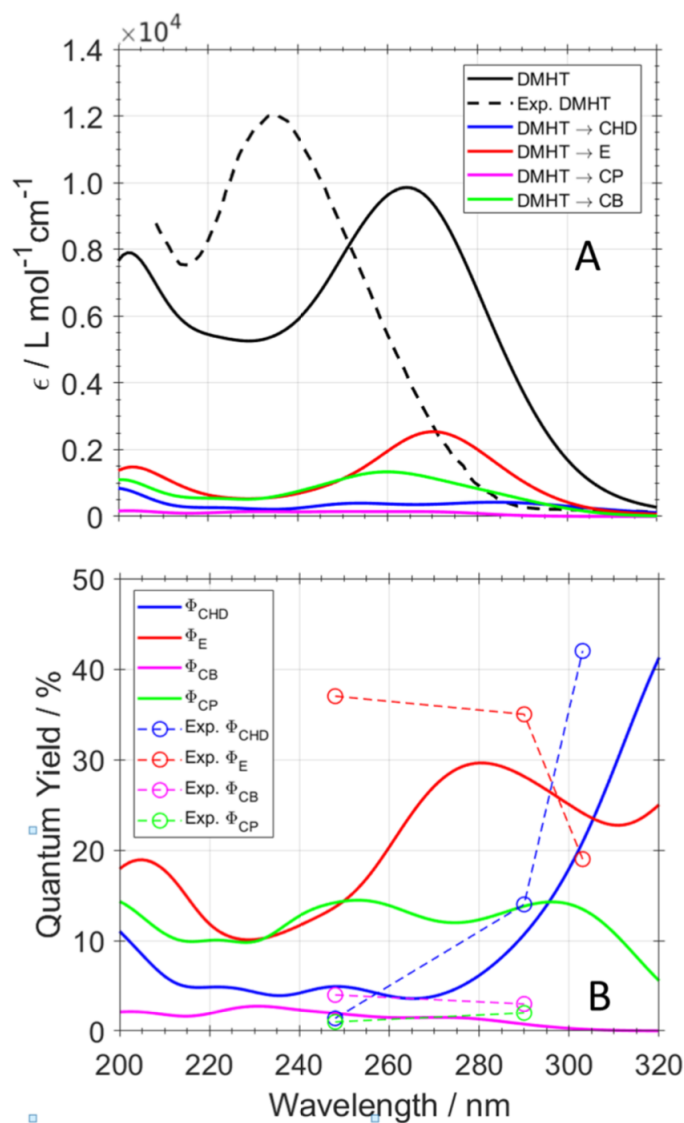 ×10⁴
1.4
1.2
1.0
0.8
0.6
0.4
0.2
0
ϵ / L mol⁻¹cm⁻¹
DMHT
Exp. DMHT
DMHT → CHD
DMHT → E
DMHT → CP
DMHT → CB
A
50
40
30
20
10
0
Quantum Yield / %
Φ_CHD
Φ_E
Φ_CB
Φ_CP
Exp. Φ_CHD
Exp. Φ_E
Exp. Φ_CB
Exp. Φ_CP
B
200 220 240 260 280 300 320
Wavelength / nm